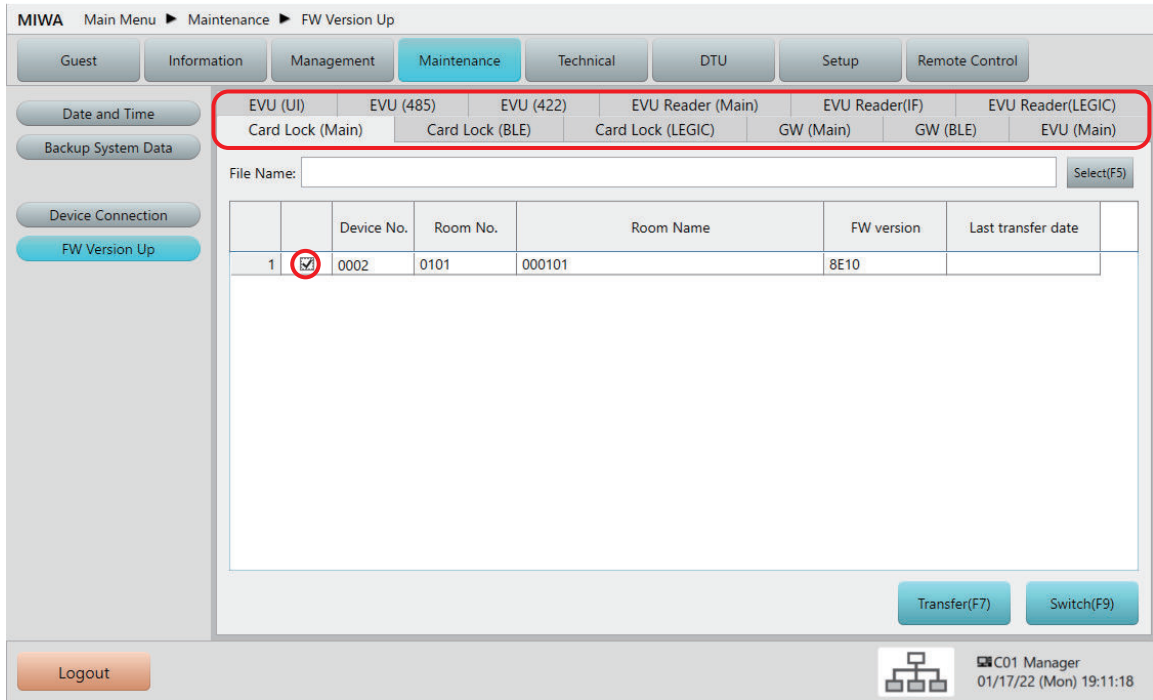 MIWA Main Menu ▶ Maintenance ▶ FW Version Up
Guest Information Management Maintenance Technical DTU Setup Remote Control
Date and Time
Backup System Data
Device Connection
FW Version Up
EVU (UI) EVU (485) EVU (422) EVU Reader (Main) EVU Reader(IF) EVU Reader(LEGIC)
Card Lock (Main) Card Lock (BLE) Card Lock (LEGIC) GW (Main) GW (BLE) EVU (Main)
File Name: Select(F5)
Device No. Room No. Room Name FW version Last transfer date
1 0002 0101 000101 8E10
Transfer(F7) Switch(F9)
Logout
C01 Manager
01/17/22 (Mon) 19:11:18